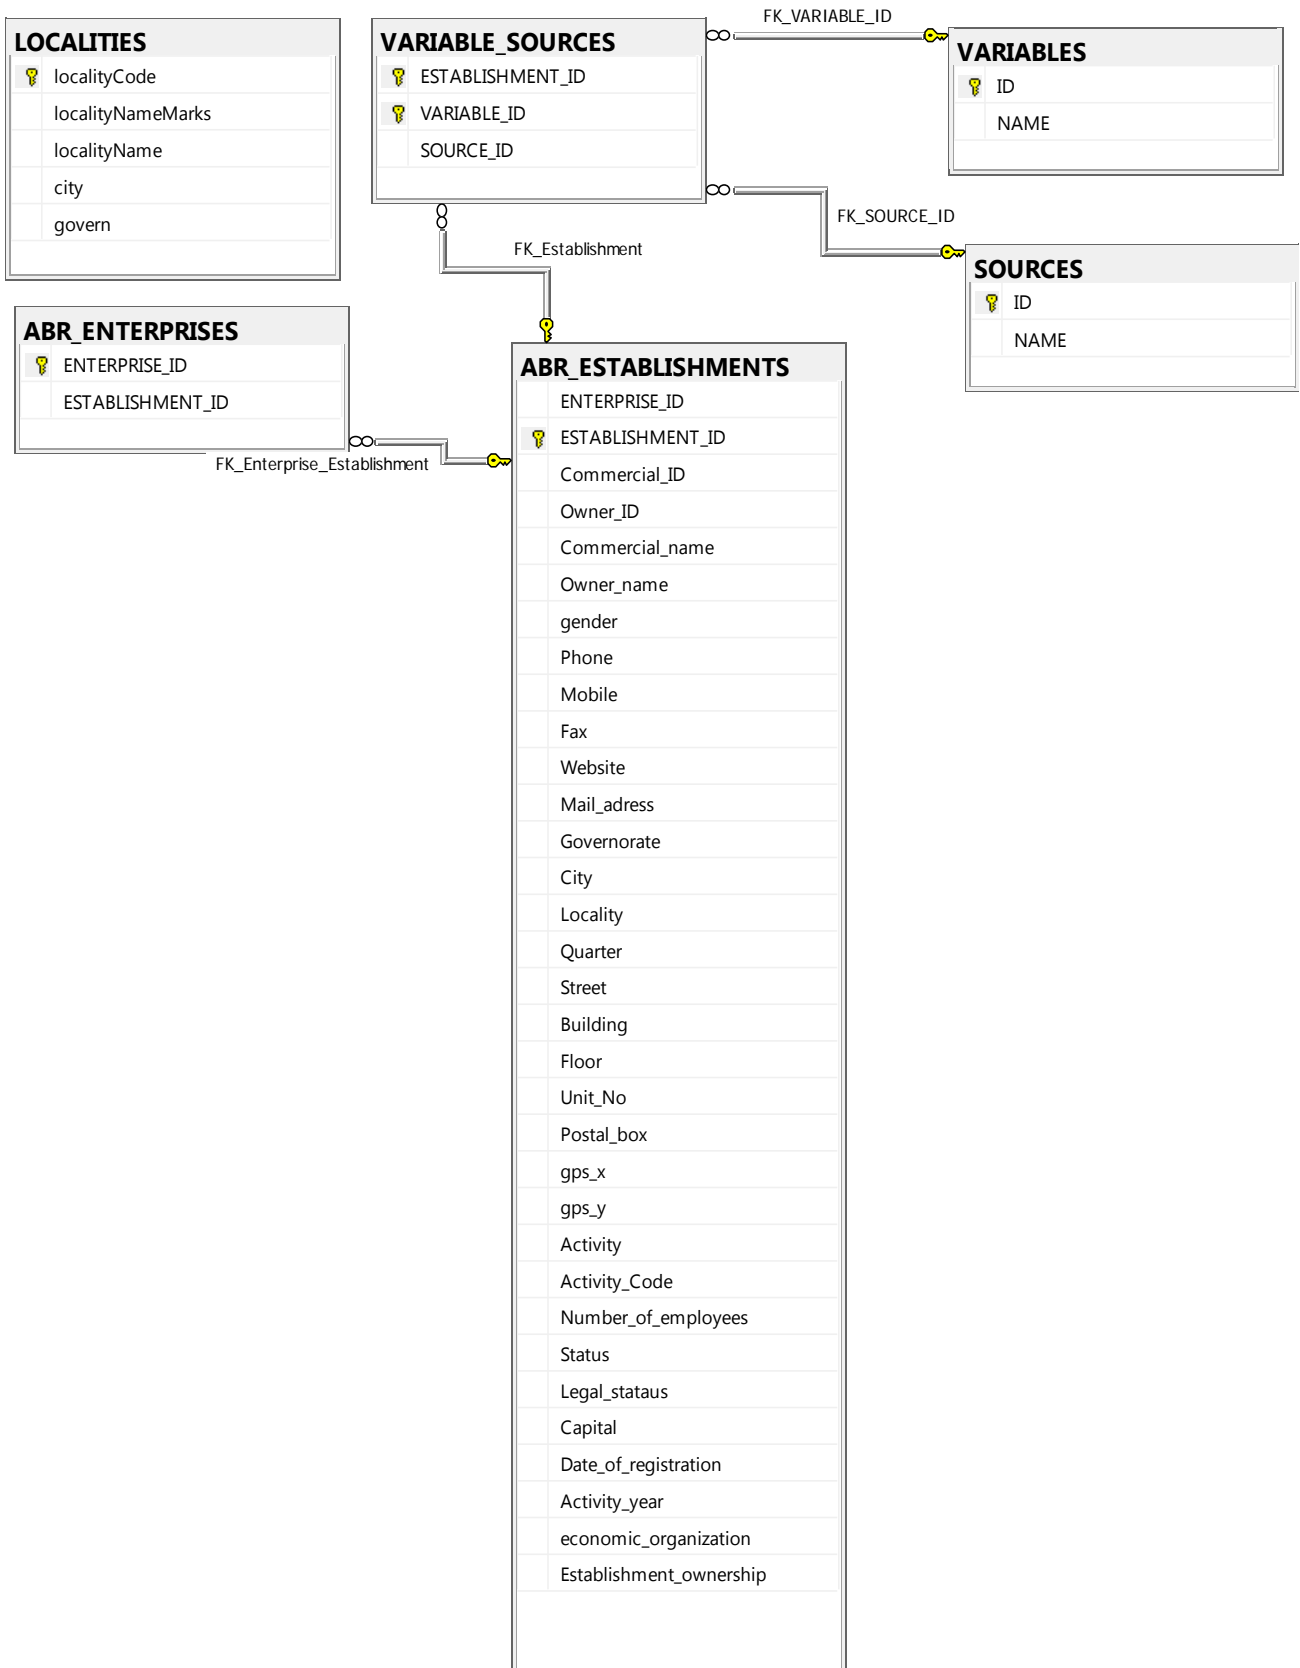 LOCALITIES
localityCode
localityNameMarks
localityName
city
govern
VARIABLE_SOURCES
ESTABLISHMENT_ID
VARIABLE_ID
SOURCE_ID
FK_VARIABLE_ID
VARIABLES
ID
NAME
FK_SOURCE_ID
SOURCES
ID
NAME
FK_Establishment
ABR_ENTERPRISES
ENTERPRISE_ID
ESTABLISHMENT_ID
FK_Enterprise_Establishment
ABR_ESTABLISHMENTS
ENTERPRISE_ID
ESTABLISHMENT_ID
Commercial_ID
Owner_ID
Commercial_name
Owner_name
gender
Phone
Mobile
Fax
Website
Mail_adress
Governorate
City
Locality
Quarter
Street
Building
Floor
Unit_No
Postal_box
gps_x
gps_y
Activity
Activity_Code
Number_of_employees
Status
Legal_stataus
Capital
Date_of_registration
Activity_year
economic_organization
Establishment_ownership